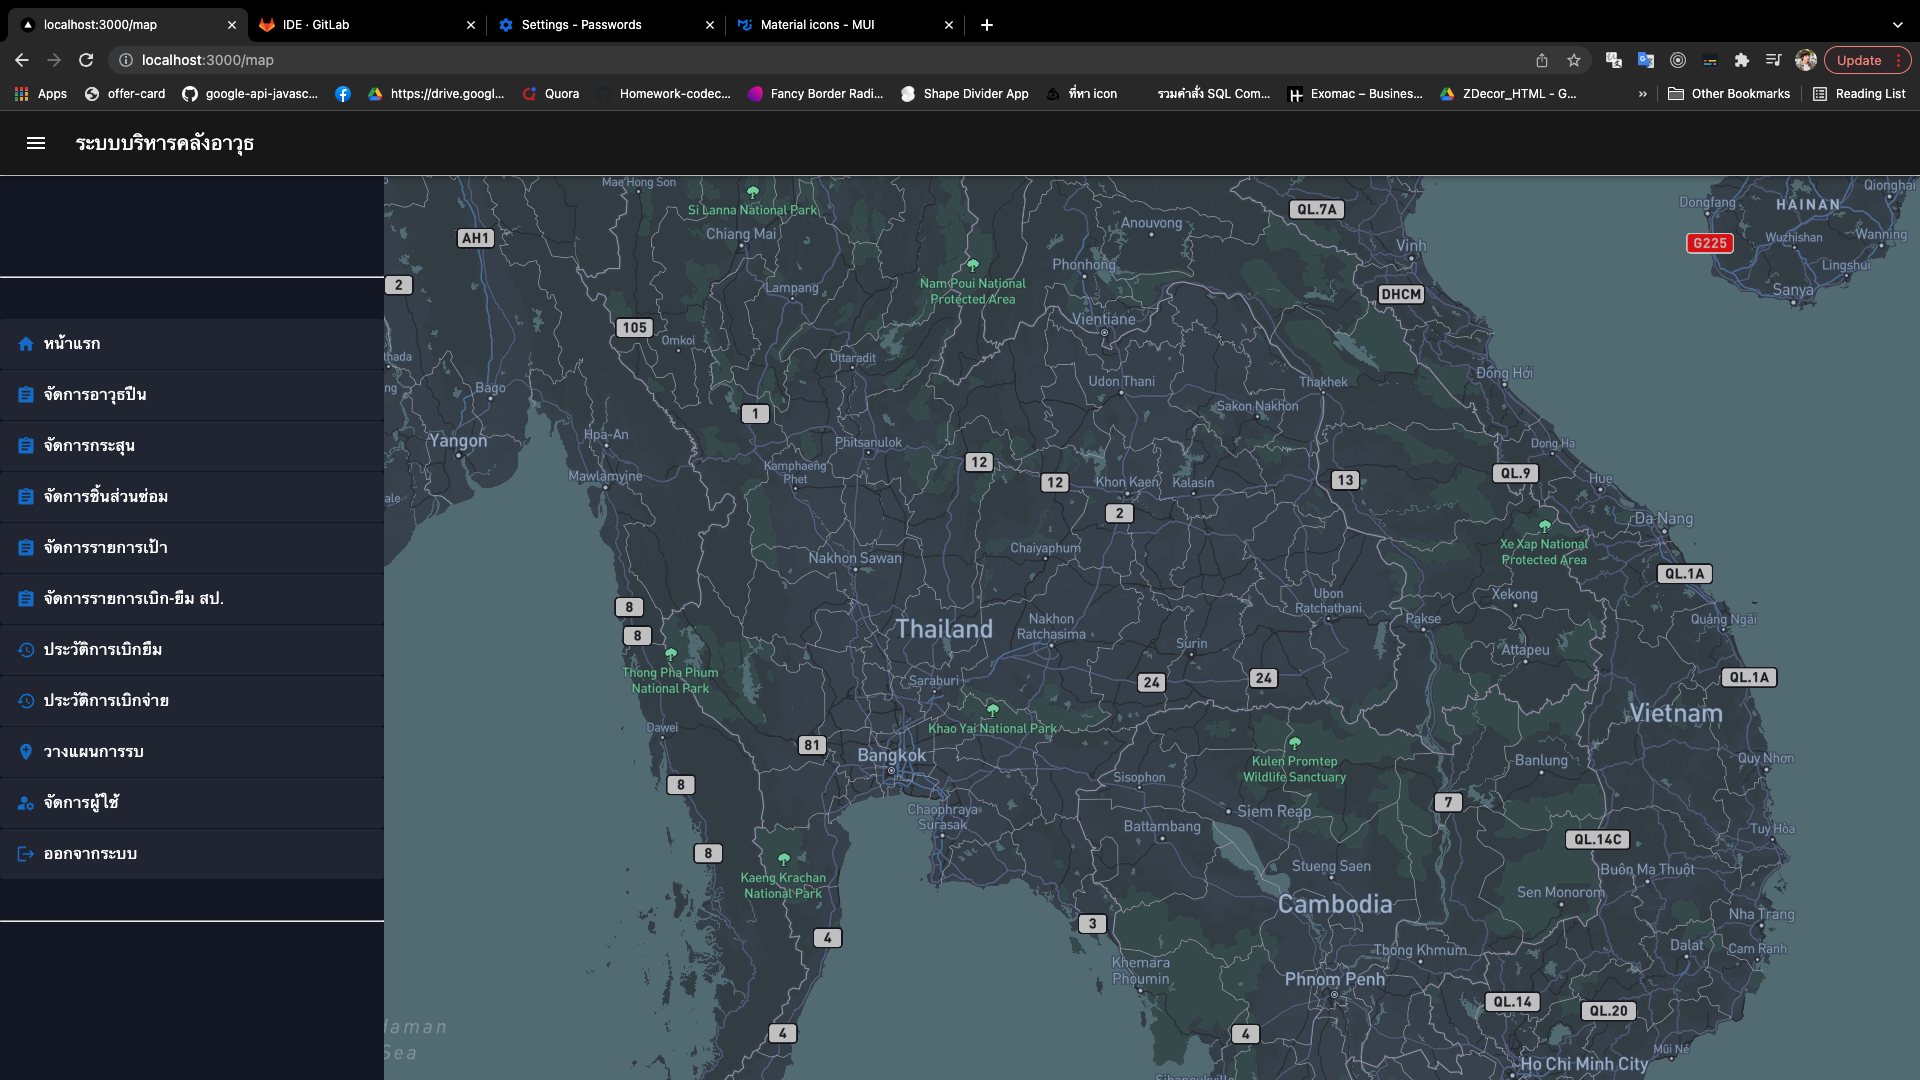 localhost:3000/map
IDE · GitLab
Settings - Passwords
Material icons - MUI
localhost:3000/map
Update
Apps
offer-card
google-api-javasc...
https://drive.googl...
Quora
Homework-codec...
Fancy Border Radi...
Shape Divider App
ที่หา icon
รวมคำสั่ง SQL Com...
Exomac – Busines...
ZDecor_HTML - G...
»
Other Bookmarks
Reading List
ระบบบริหารคลังอาวุธ
หน้าแรก
จัดการอาวุธปืน
จัดการกระสุน
จัดการชิ้นส่วนซ่อม
จัดการรายการเป้า
จัดการรายการเบิก-ยืม สป.
ประวัติการเบิกยืม
ประวัติการเบิกจ่าย
วางแผนการรบ
จัดการผู้ใช้
ออกจากระบบ
Mae Hong Son
Si Lanna National Park
Chiang Mai
AH1
2
Lampang
105
Omkoi
Uttaradit
Nam Poui National
Protected Area
Anouvong
Phonhong
Vientiane
QL.7A
Vinh
DHCM
Dongfang
HAINAN
Qionghai
G225
Wuzhishan
Wanning
Lingshui
Sanya
thada
ng
Bago
Yangon
ale
Hpa-An
Mawlamyine
1
Phitsanulok
Kamphaeng
Phet
12
12
2
Udon Thani
Sakon Nakhon
Thakhek
Đồng Hới
Khon Kaen
Kalasin
13
QL.9
Dong Ha
Hue
Da Nang
Xe Xap National
Protected Area
QL.1A
Nakhon Sawan
Chaiyaphum
8
8
Thailand
Nakhon
Ratchasima
Ubon
Ratchathani
Surin
Pakse
Xekong
Attapeu
Quảng Ngãi
QL.1A
Thong Pha Phum
National Park
Saraburi
24
24
Khao Yai National Park
Dawei
81
Bangkok
8
Vietnam
Kulen Promtep
Wildlife Sanctuary
Sisophon
Banlung
Quy Nhơn
7
Chaophraya
Surasak
Siem Reap
Battambang
Tuy Hòa
QL.14C
8
Kaeng Krachan
National Park
Stueng Saen
Buôn Ma Thuột
Sen Monorom
Cambodia
Nha Trang
3
4
Tbong Khmum
Dalat
Cam Ranh
Khemara
Phoumin
Phnom Penh
QL.14
QL.20
4
4
daman
Sea
Mũi Né
Ho Chi Minh City